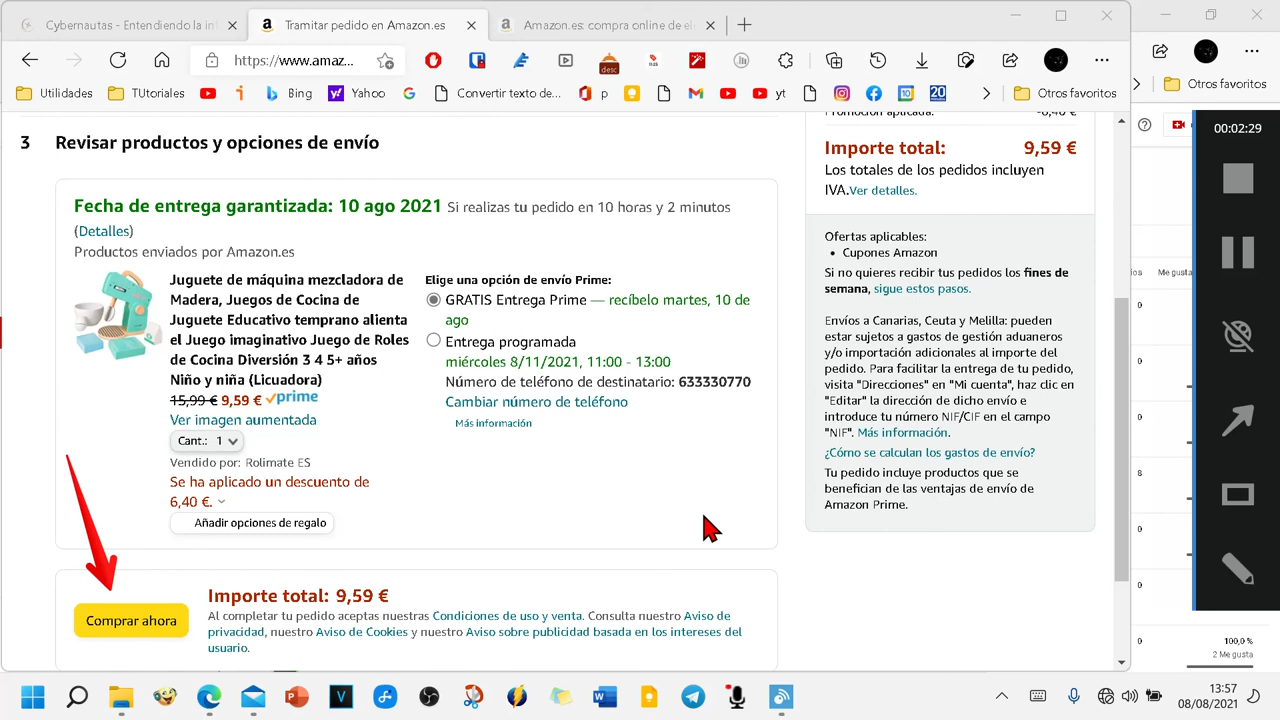 Cybernautas - Entendiendo la inf
Tramitar pedido en Amazon.es
Amazon.es: compra online de el
https://www.amaz...
desc
Utilidades
TUtoriales
Bing
Yahoo
Convertir texto de...
p
yt
20
Otros favoritos
Otros favoritos
00:02:29
3 Revisar productos y opciones de envío
Fecha de entrega garantizada: 10 ago 2021 Si realizas tu pedido en 10 horas y 2 minutos
(Detalles)
Productos enviados por Amazon.es
Juguete de máquina mezcladora de
Madera, Juegos de Cocina de
Juguete Educativo temprano alienta
el Juego imaginativo Juego de Roles
de Cocina Diversión 3 4 5+ años
Niño y niña (Licuadora)
15,99 € 9,59 € prime
Ver imagen aumentada
Cant.: 1
Vendido por: Rolimate ES
Se ha aplicado un descuento de
6,40 €.
Añadir opciones de regalo
Elige una opción de envío Prime:
GRATIS Entrega Prime — recíbelo martes, 10 de
ago
Entrega programada
miércoles 8/11/2021, 11:00 - 13:00
Número de teléfono de destinatario: 633330770
Cambiar número de teléfono
Más información
Comprar ahora
Importe total: 9,59 €
Al completar tu pedido aceptas nuestras Condiciones de uso y venta. Consulta nuestro Aviso de
privacidad, nuestro Aviso de Cookies y nuestro Aviso sobre publicidad basada en los intereses del
usuario.
Promoción aplicada: -6,40 €
Importe total: 9,59 €
Los totales de los pedidos incluyen
IVA.Ver detalles.
Ofertas aplicables:
• Cupones Amazon
Si no quieres recibir tus pedidos los fines de
semana, sigue estos pasos.
Envíos a Canarias, Ceuta y Melilla: pueden
estar sujetos a gastos de gestión aduaneros
y/o importación adicionales al importe del
pedido. Para facilitar la entrega de tu pedido,
visita "Direcciones" en "Mi cuenta", haz clic en
"Editar" la dirección de dicho envío e
introduce tu número NIF/CIF en el campo
"NIF". Más información.
¿Cómo se calculan los gastos de envío?
Tu pedido incluye productos que se
benefician de las ventajas de envío de
Amazon Prime.
ios Me gusta
0
0
0
8
0
0
0 100,0 %
2 Me gusta
13:57
08/08/2021